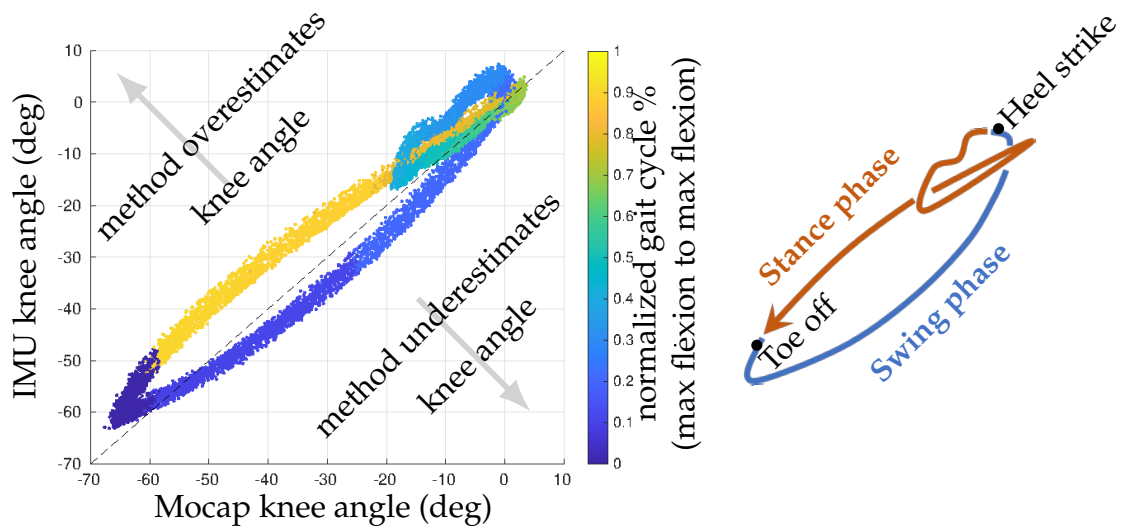 IMU knee angle (deg)
10
0
-10
-20
-30
-40
-50
-60
-70
-70
-60
-50
-40
-30
-20
-10
0
10
Mocap knee angle (deg)
method overestimates
knee angle
method underestimates
knee angle
1
0.9
0.8
0.7
0.6
0.5
0.4
0.3
0.2
0.1
0
normalized gait cycle %
(max flexion to max flexion)
Heel strike
Stance phase
Toe off
Swing phase